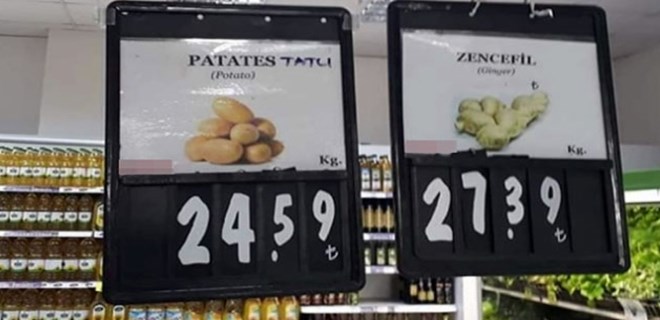 PATATES TATLI
(Potato)
Kg.
24.59 ₺
ZENCEFİL
(Ginger)
₺
Kg.
27.39 ₺